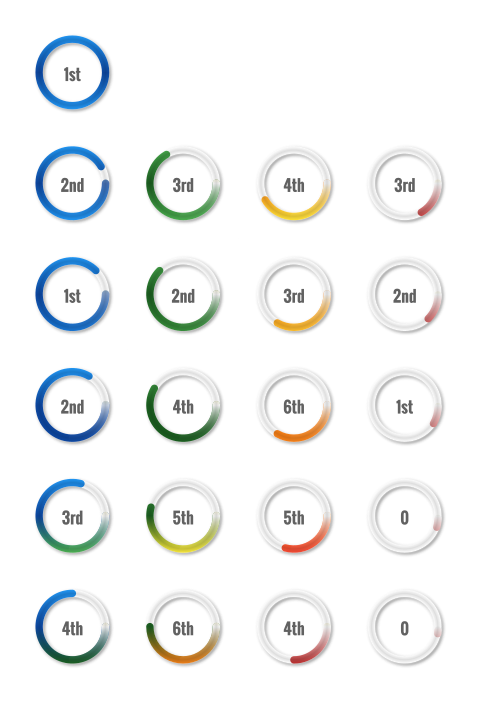 1st
2nd 3rd 4th 3rd
1st 2nd 3rd 2nd
2nd 4th 6th 1st
3rd 5th 5th 0
4th 6th 4th 0